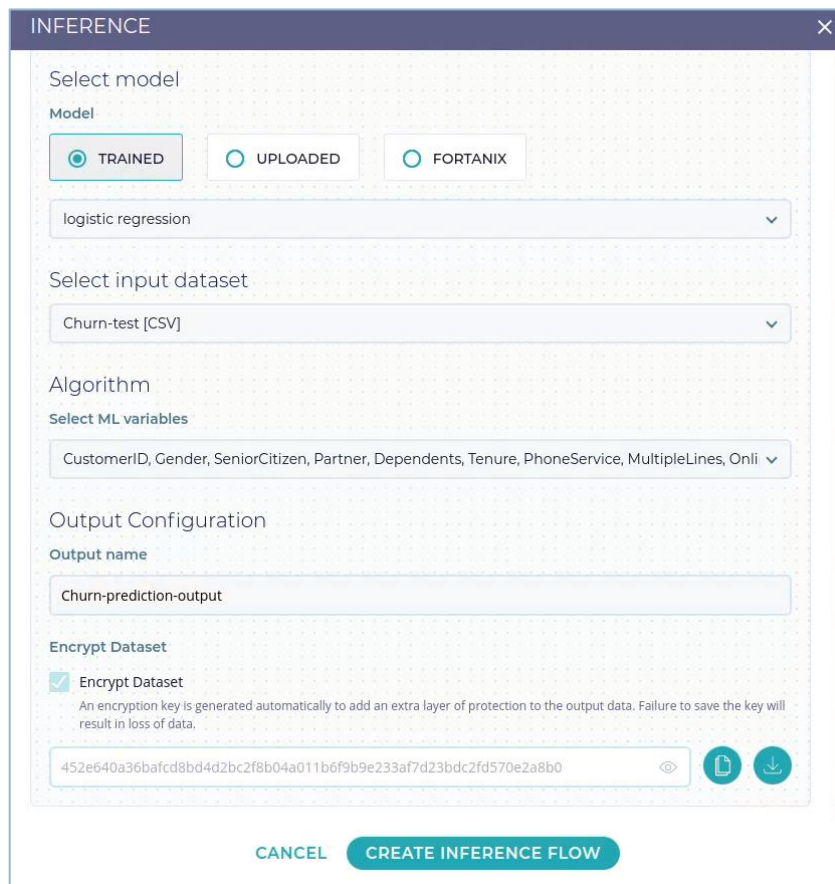 INFERENCE
Select model
Model
TRAINED
UPLOADED
FORTANIX
logistic regression
Select input dataset
Churn-test [CSV]
Algorithm
Select ML variables
CustomerID, Gender, SeniorCitizen, Partner, Dependents, Tenure, PhoneService, MultipleLines, Onli
Output Configuration
Output name
Churn-prediction-output
Encrypt Dataset
Encrypt Dataset
An encryption key is generated automatically to add an extra layer of protection to the output data. Failure to save the key will
result in loss of data.
452e640a36bafcd8bd4d2bc2f8b04a011b6f9b9e233af7d23bdc2fd570e2a8b0
CANCEL
CREATE INFERENCE FLOW